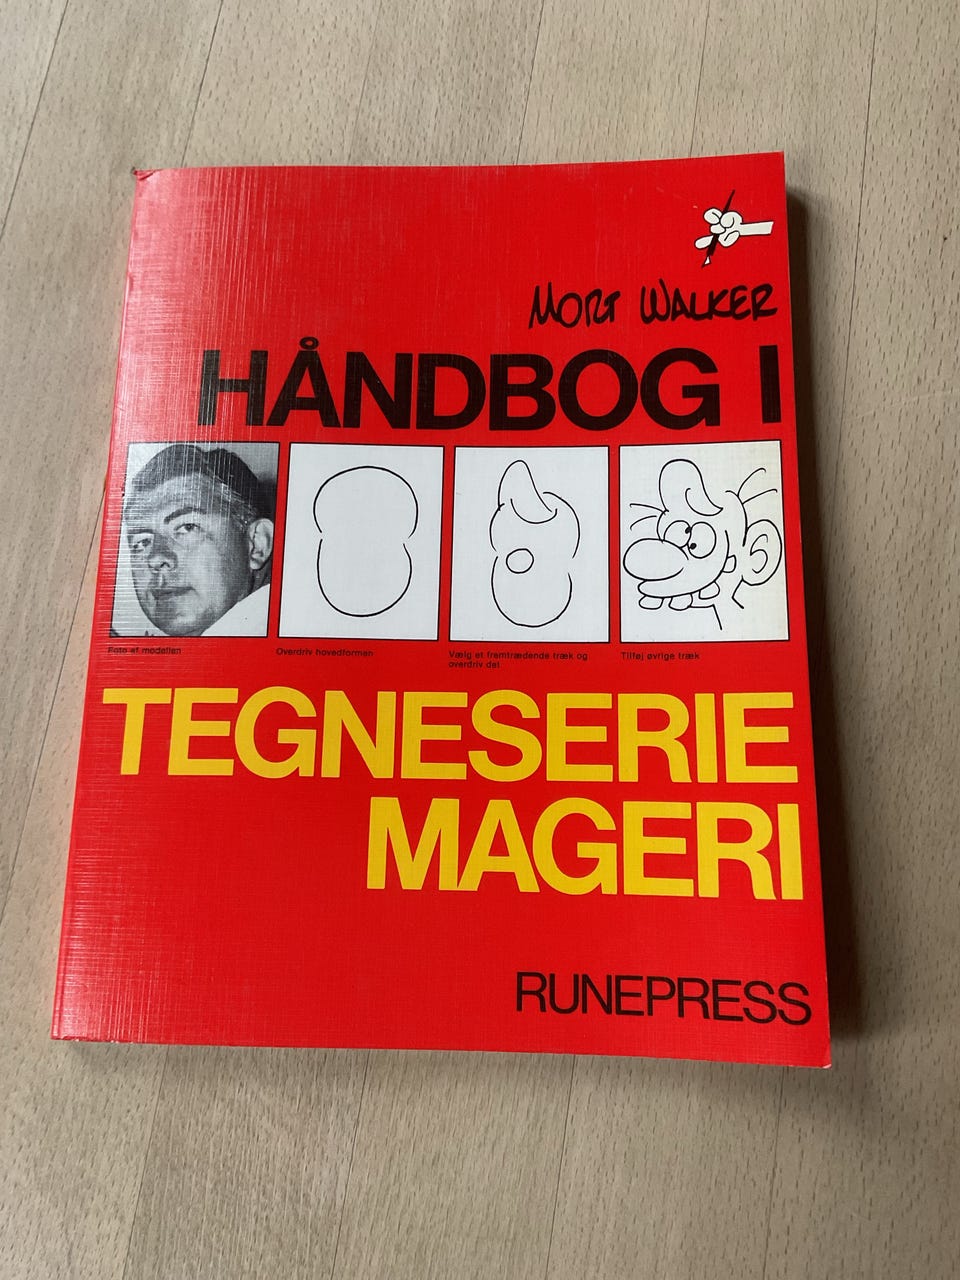 MORT WALKER
HÅNDBOG I
Foto af modellen
Overdriv hovedformen
Vælg et fremtrædende træk og
overdriv det
Tilføj øvrige træk
TEGNESERIE
MAGERI
RUNEPRESS